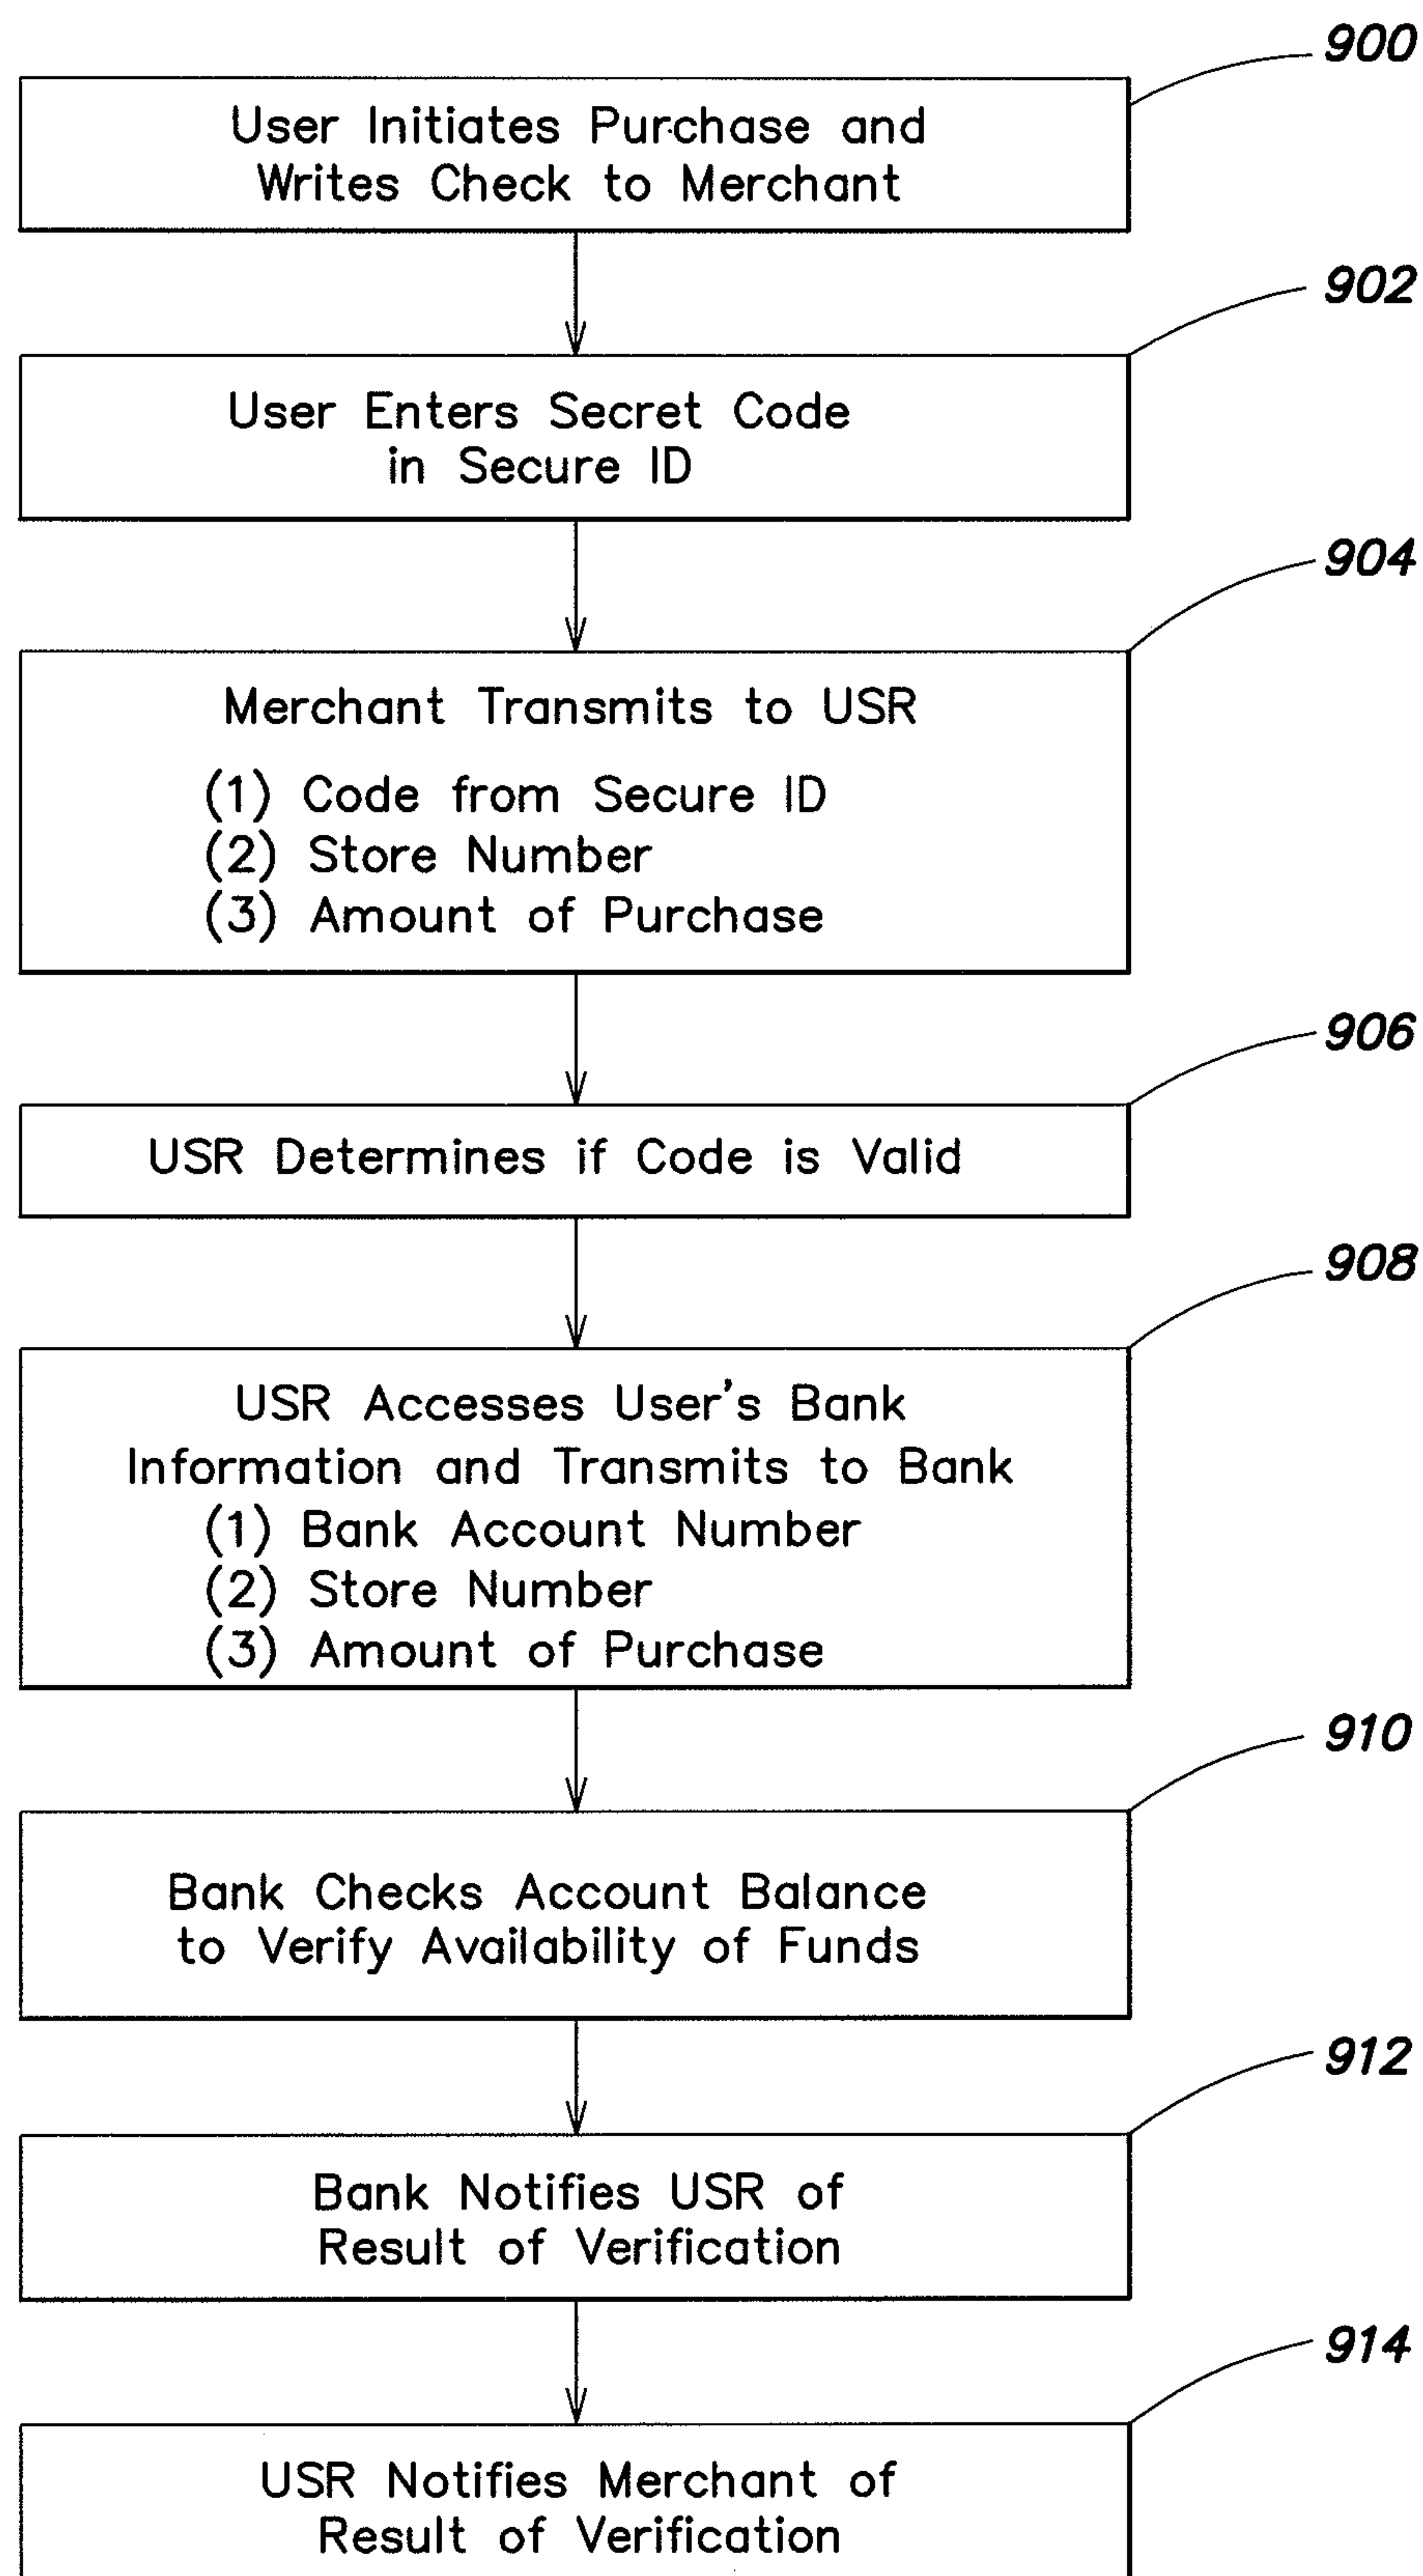 900
User Initiates Purchase and
Writes Check to Merchant
902
User Enters Secret Code
in Secure ID
904
Merchant Transmits to USR
(1) Code from Secure ID
(2) Store Number
(3) Amount of Purchase
906
USR Determines if Code is Valid
908
USR Accesses User's Bank
Information and Transmits to Bank
(1) Bank Account Number
(2) Store Number
(3) Amount of Purchase
910
Bank Checks Account Balance
to Verify Availability of Funds
912
Bank Notifies USR of
Result of Verification
914
USR Notifies Merchant of
Result of Verification